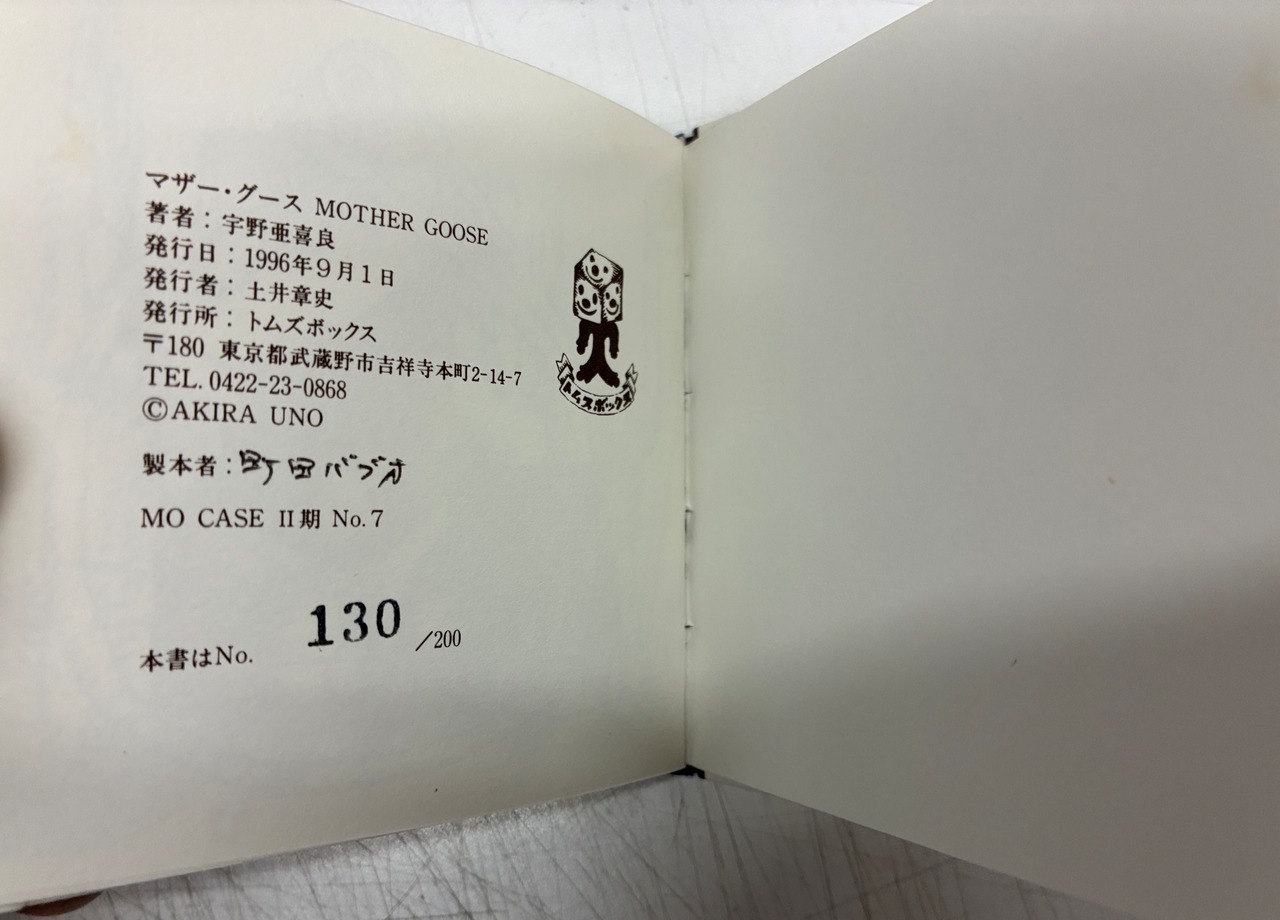 マザー・グース MOTHER GOOSE
著者：宇野亜喜良
発行日：1996年9月1日
発行者：土井章史
発行所：トムズボックス
〒180 東京都武蔵野市吉祥寺本町2-14-7
TEL. 0422-23-0868
©AKIRA UNO
トムズボックス
製本者：町田バブオ
MO CASE II期 No. 7
本書はNo. 130 /200